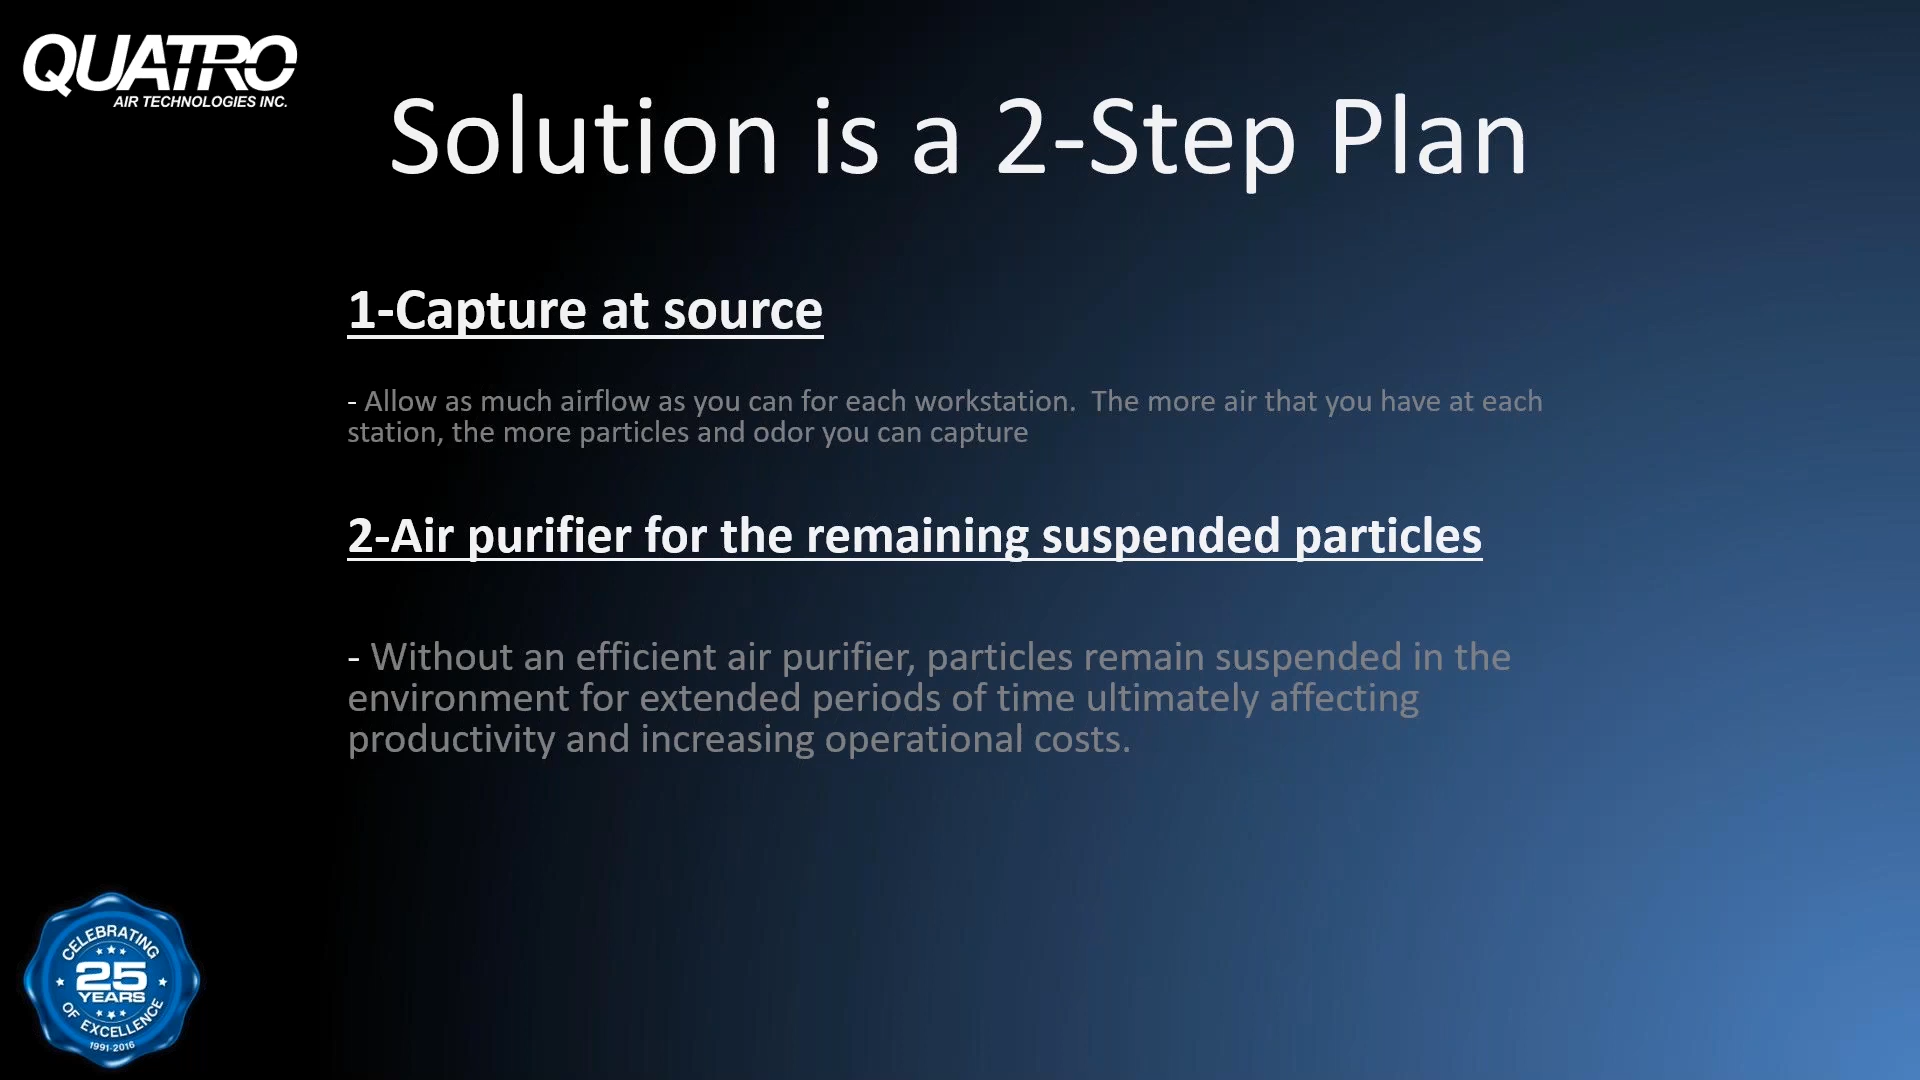 QUATRO
AIR TECHNOLOGIES INC.
Solution is a 2-Step Plan
1-Capture at source
- Allow as much airflow as you can for each workstation.  The more air that you have at each
station, the more particles and odor you can capture
2-Air purifier for the remaining suspended particles
- Without an efficient air purifier, particles remain suspended in the
environment for extended periods of time ultimately affecting
productivity and increasing operational costs.
CELEBRATING
25
YEARS
OF EXCELLENCE
1991-2016